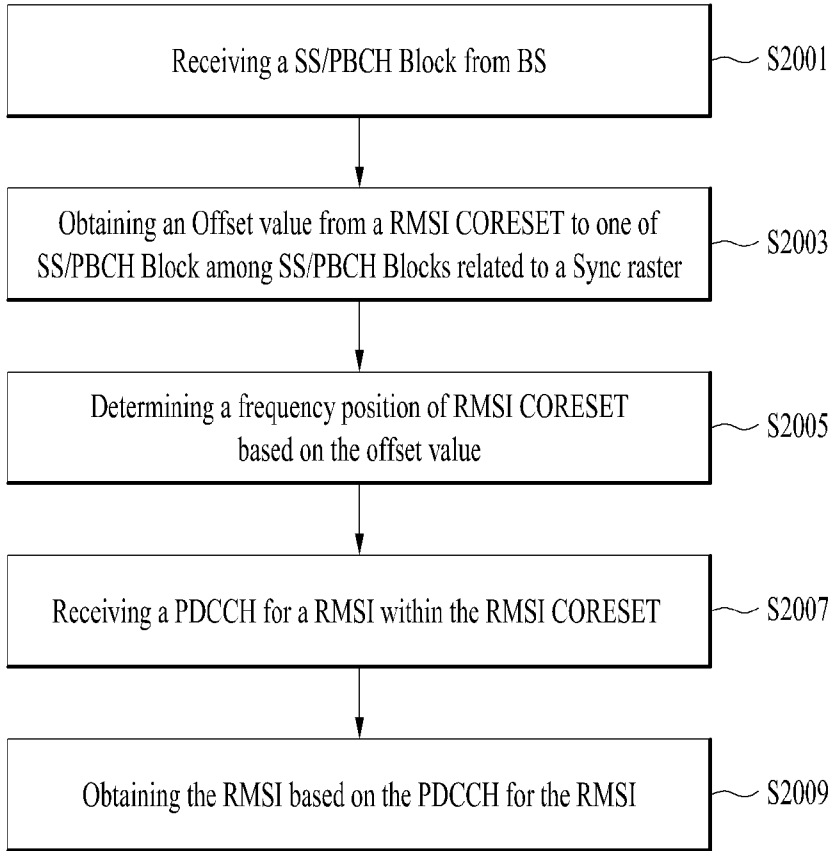 Receiving a SS/PBCH Block from BS
S2001
Obtaining an Offset value from a RMSI CORESET to one of
SS/PBCH Block among SS/PBCH Blocks related to a Sync raster
S2003
Determining a frequency position of RMSI CORESET
based on the offset value
S2005
Receiving a PDCCH for a RMSI within the RMSI CORESET
S2007
Obtaining the RMSI based on the PDCCH for the RMSI
S2009